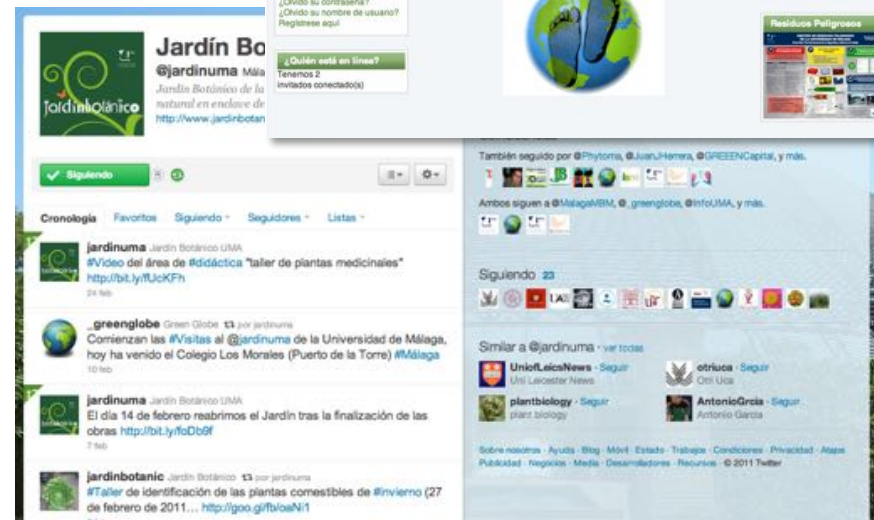 ¿Olvidó su contraseña?
¿Olvido su nombre de usuario?
Regístrese aquí
¿Quién está en línea?
Tenemos 2
invitados conectado(s)
Residuos Peligrosos
jardínbotánico
Jardín Bo
@jardinuma Mála
Jardín Botánico de la
natural en enclave de
http://www.jardinbotan
Siguiendo
Cronología Favoritos Siguiendo Seguidores Listas
jardinuma Jardín Botánico UMA
#Video del área de #didáctica "taller de plantas medicinales"
http://bit.ly/fUcKFh
24 feb
_greenglobe Green Globe por jardinuma
Comienzan las #Visitas al @jardinuma de la Universidad de Málaga,
hoy ha venido el Colegio Los Morales (Puerto de la Torre) #Málaga
10 feb
jardinuma Jardín Botánico UMA
El día 14 de febrero reabrimos el Jardín tras la finalización de las
obras http://bit.ly/foDb9f
7 feb
jardinbotanic Jardín Botánico por jardinuma
#Taller de identificación de las plantas comestibles de #invierno (27
de febrero de 2011… http://goo.gl/fb/oaNi1
También seguido por @Phytoma, @JuanJHerrera, @GREEENCapital, y más.
Ambos siguen a @MalagaMBM, @_greenglobe, @InfoUMA, y más.
Siguiendo 23
Similar a @jardinuma · ver todas
UniofLeicsNews · Seguir
Uni Leicester News
otriuca · Seguir
Otri Uca
plantbiology · Seguir
plant biology
AntonioGrcia · Seguir
Antonio Garcia
Sobre nosotros · Ayuda · Blog · Móvil · Estado · Trabajos · Condiciones · Privacidad · Atajos
Publicidad · Negocios · Media · Desarrolladores · Recursos · © 2011 Twitter